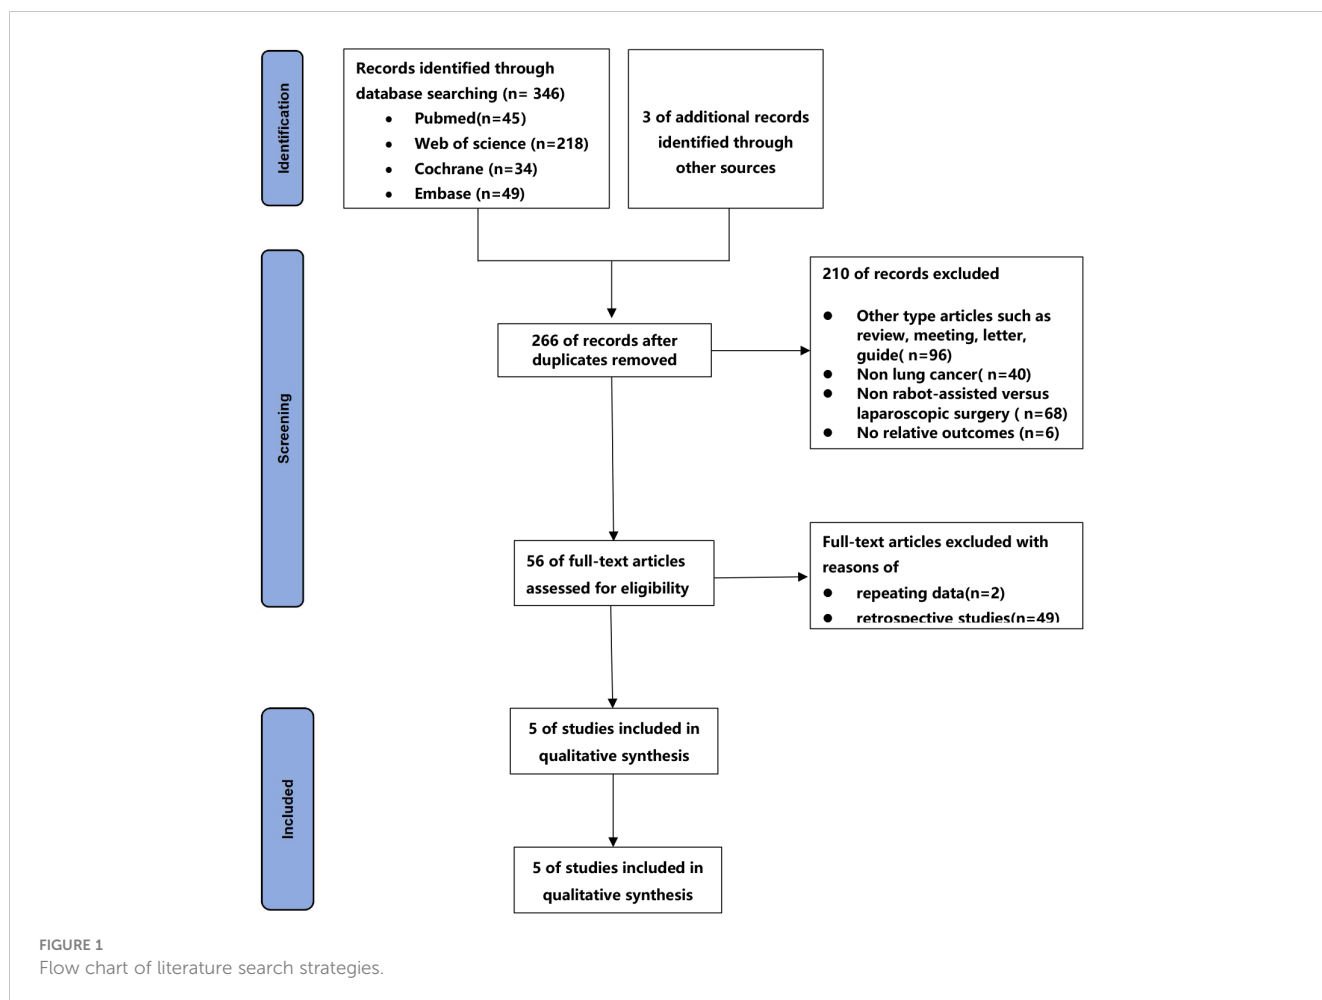 Identification
Records identified through
database searching (n= 346)
• Pubmed(n=45)
• Web of science (n=218)
• Cochrane (n=34)
• Embase (n=49)
3 of additional records
identified through
other sources
Screening
266 of records after
duplicates removed
210 of records excluded
● Other type articles such as
review, meeting, letter,
guide( n=96)
● Non lung cancer( n=40)
● Non rabot-assisted versus
laparoscopic surgery ( n=68)
● No relative outcomes (n=6)
56 of full-text articles
assessed for eligibility
Full-text articles excluded with
reasons of
● repeating data(n=2)
● retrospective studies(n=49)
Included
5 of studies included in
qualitative synthesis
5 of studies included in
qualitative synthesis
FIGURE 1
Flow chart of literature search strategies.